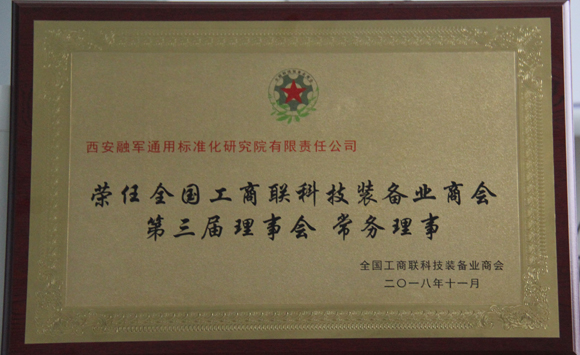 西安融军通用标准化研究院有限责任公司
荣任全国工商联科技装备业商会
第三届理事会 常务理事
全国工商联科技装备业商会
二〇一八年十一月